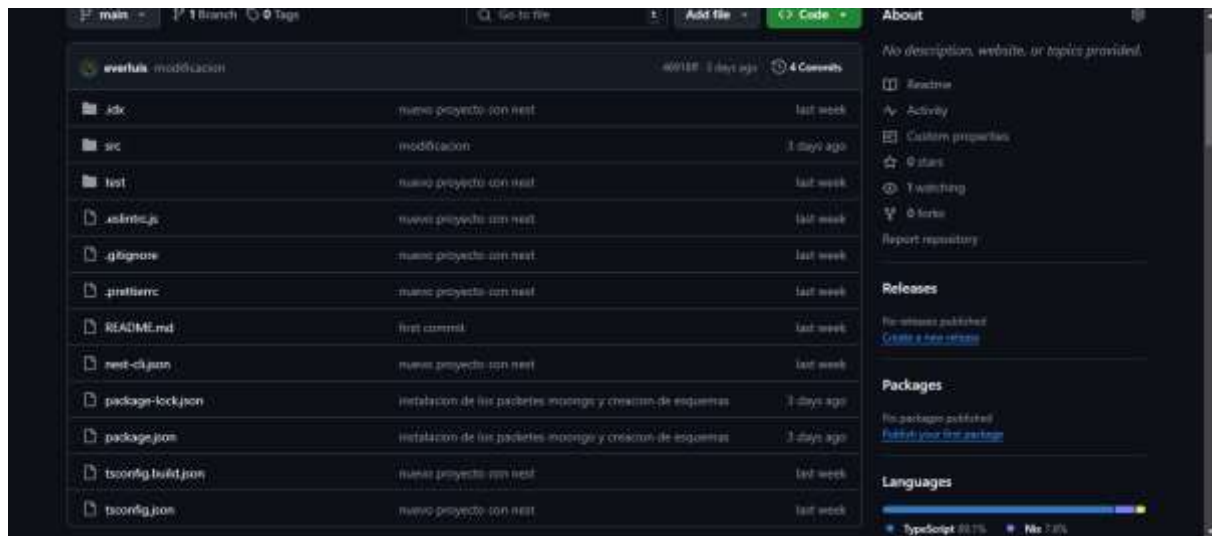 main 1 Branch 0 Tags Go to file t Add file Code
everluis modificacion 3 days ago 4 Commits
.idx nuevo proyecto con nest last week
src modificacion 3 days ago
test nuevo proyecto con nest last week
.eslintrc.js nuevo proyecto con nest last week
.gitignore nuevo proyecto con nest last week
.prettierrc nuevo proyecto con nest last week
README.md first commit last week
nest-cli.json nuevo proyecto con nest last week
package-lock.json instalacion de los packetes moongo y creacion de esquemas 3 days ago
package.json instalacion de los packetes moongo y creacion de esquemas 3 days ago
tsconfig.build.json nuevo proyecto con nest last week
tsconfig.json nuevo proyecto con nest last week
About
No description, website, or topics provided.
Readme
Activity
Custom properties
0 stars
1 watching
0 forks
Report repository
Releases
No releases published
Create a new release
Packages
No packages published
Publish your first package
Languages
TypeScript Nix